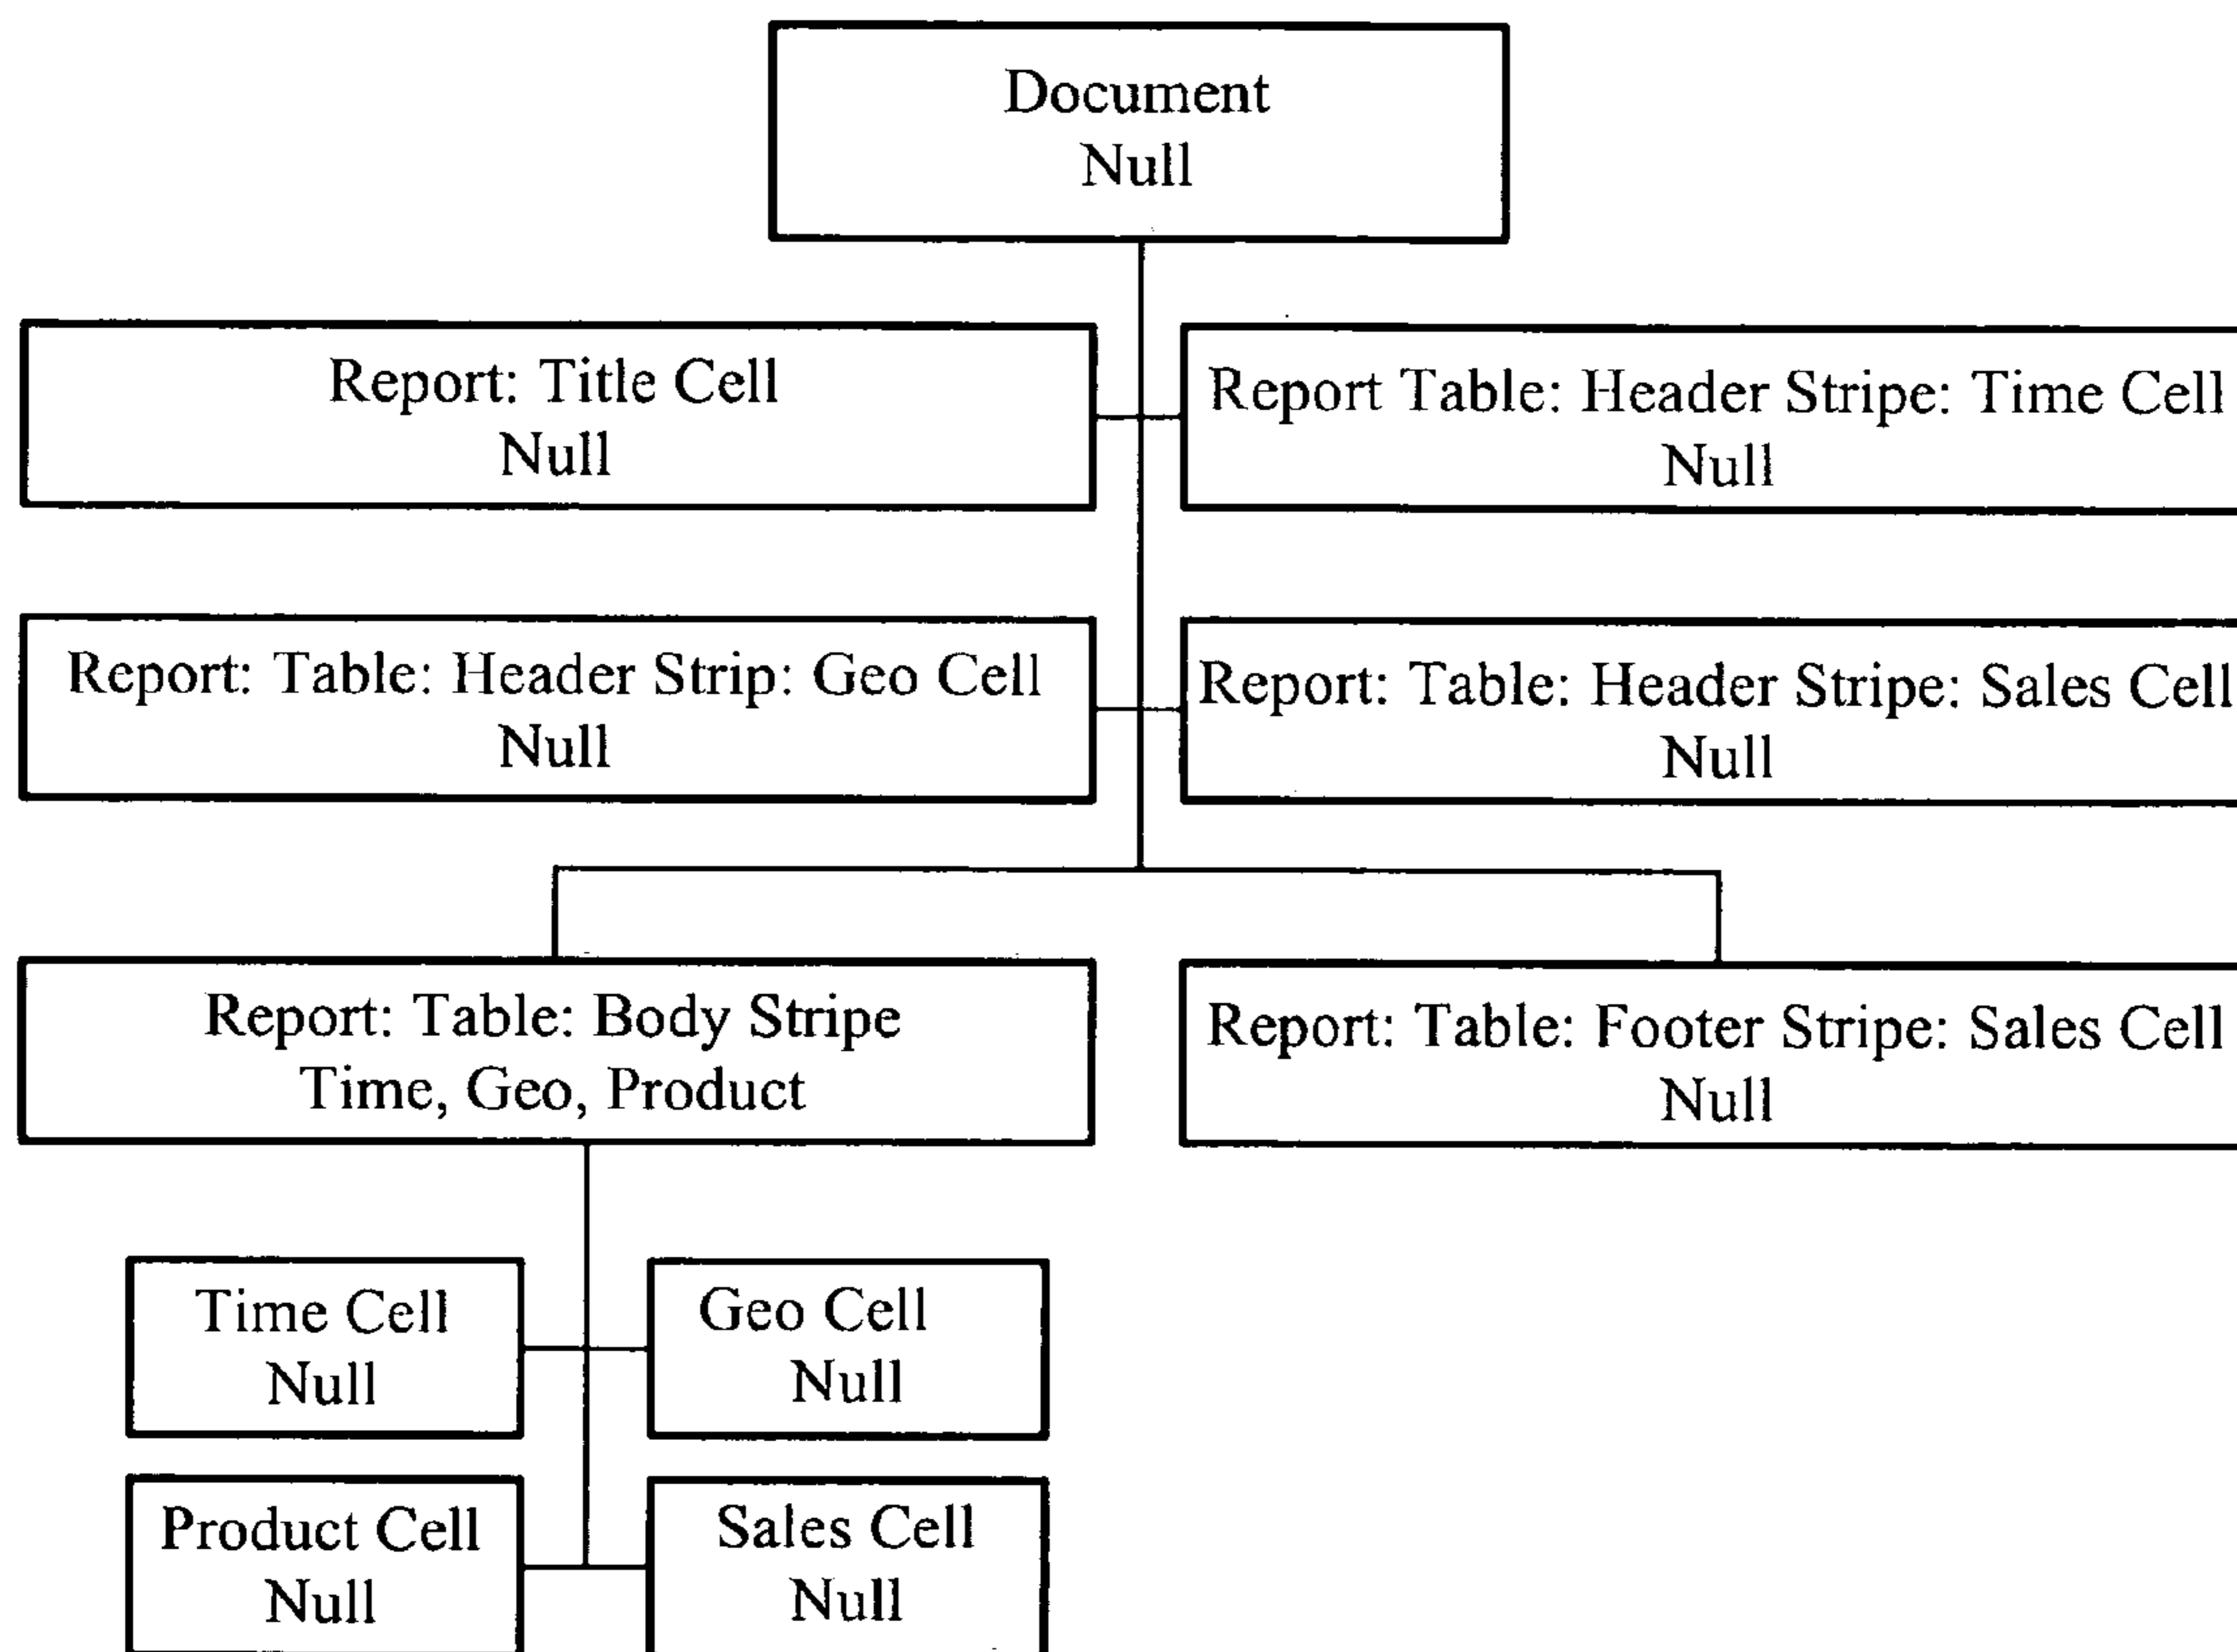 Document
Null
Report: Title Cell
Null
Report Table: Header Stripe: Time Cell
Null
Report: Table: Header Strip: Geo Cell
Null
Report: Table: Header Stripe: Sales Cell
Null
Report: Table: Body Stripe
Time, Geo, Product
Report: Table: Footer Stripe: Sales Cell
Null
Time Cell
Null
Geo Cell
Null
Product Cell
Null
Sales Cell
Null